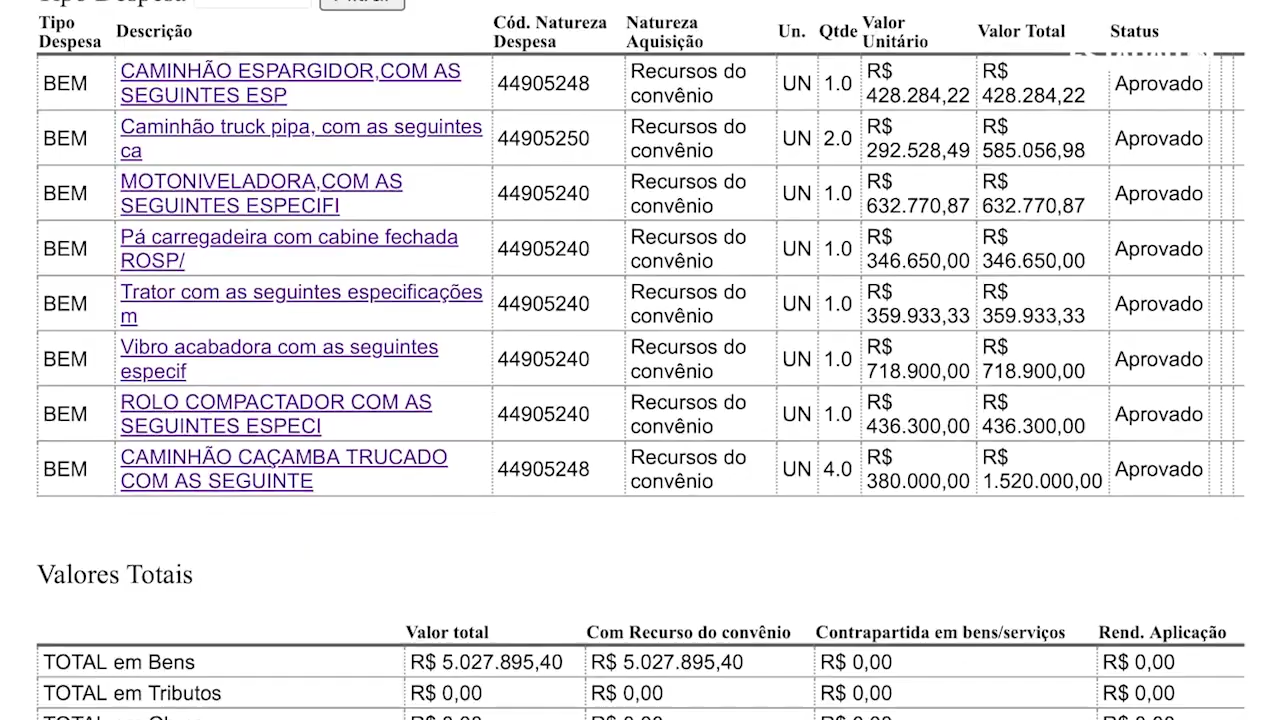 Tipo Despesa Filtrar
Tipo Despesa Descrição Cód. Natureza Despesa Natureza Aquisição Un. Qtde Valor Unitário Valor Total Status
BEM CAMINHÃO ESPARGIDOR,COM AS SEGUINTES ESP 44905248 Recursos do convênio UN 1.0 R$ 428.284,22 R$ 428.284,22 Aprovado
BEM Caminhão truck pipa, com as seguintes ca 44905250 Recursos do convênio UN 2.0 R$ 292.528,49 R$ 585.056,98 Aprovado
BEM MOTONIVELADORA,COM AS SEGUINTES ESPECIFI 44905240 Recursos do convênio UN 1.0 R$ 632.770,87 R$ 632.770,87 Aprovado
BEM Pá carregadeira com cabine fechada ROSP/ 44905240 Recursos do convênio UN 1.0 R$ 346.650,00 R$ 346.650,00 Aprovado
BEM Trator com as seguintes especificações m 44905240 Recursos do convênio UN 1.0 R$ 359.933,33 R$ 359.933,33 Aprovado
BEM Vibro acabadora com as seguintes especif 44905240 Recursos do convênio UN 1.0 R$ 718.900,00 R$ 718.900,00 Aprovado
BEM ROLO COMPACTADOR COM AS SEGUINTES ESPECI 44905240 Recursos do convênio UN 1.0 R$ 436.300,00 R$ 436.300,00 Aprovado
BEM CAMINHÃO CAÇAMBA TRUCADO COM AS SEGUINTE 44905248 Recursos do convênio UN 4.0 R$ 380.000,00 R$ 1.520.000,00 Aprovado
Valores Totais
Valor total Com Recurso do convênio Contrapartida em bens/serviços Rend. Aplicação
TOTAL em Bens R$ 5.027.895,40 R$ 5.027.895,40 R$ 0,00 R$ 0,00
TOTAL em Tributos R$ 0,00 R$ 0,00 R$ 0,00 R$ 0,00